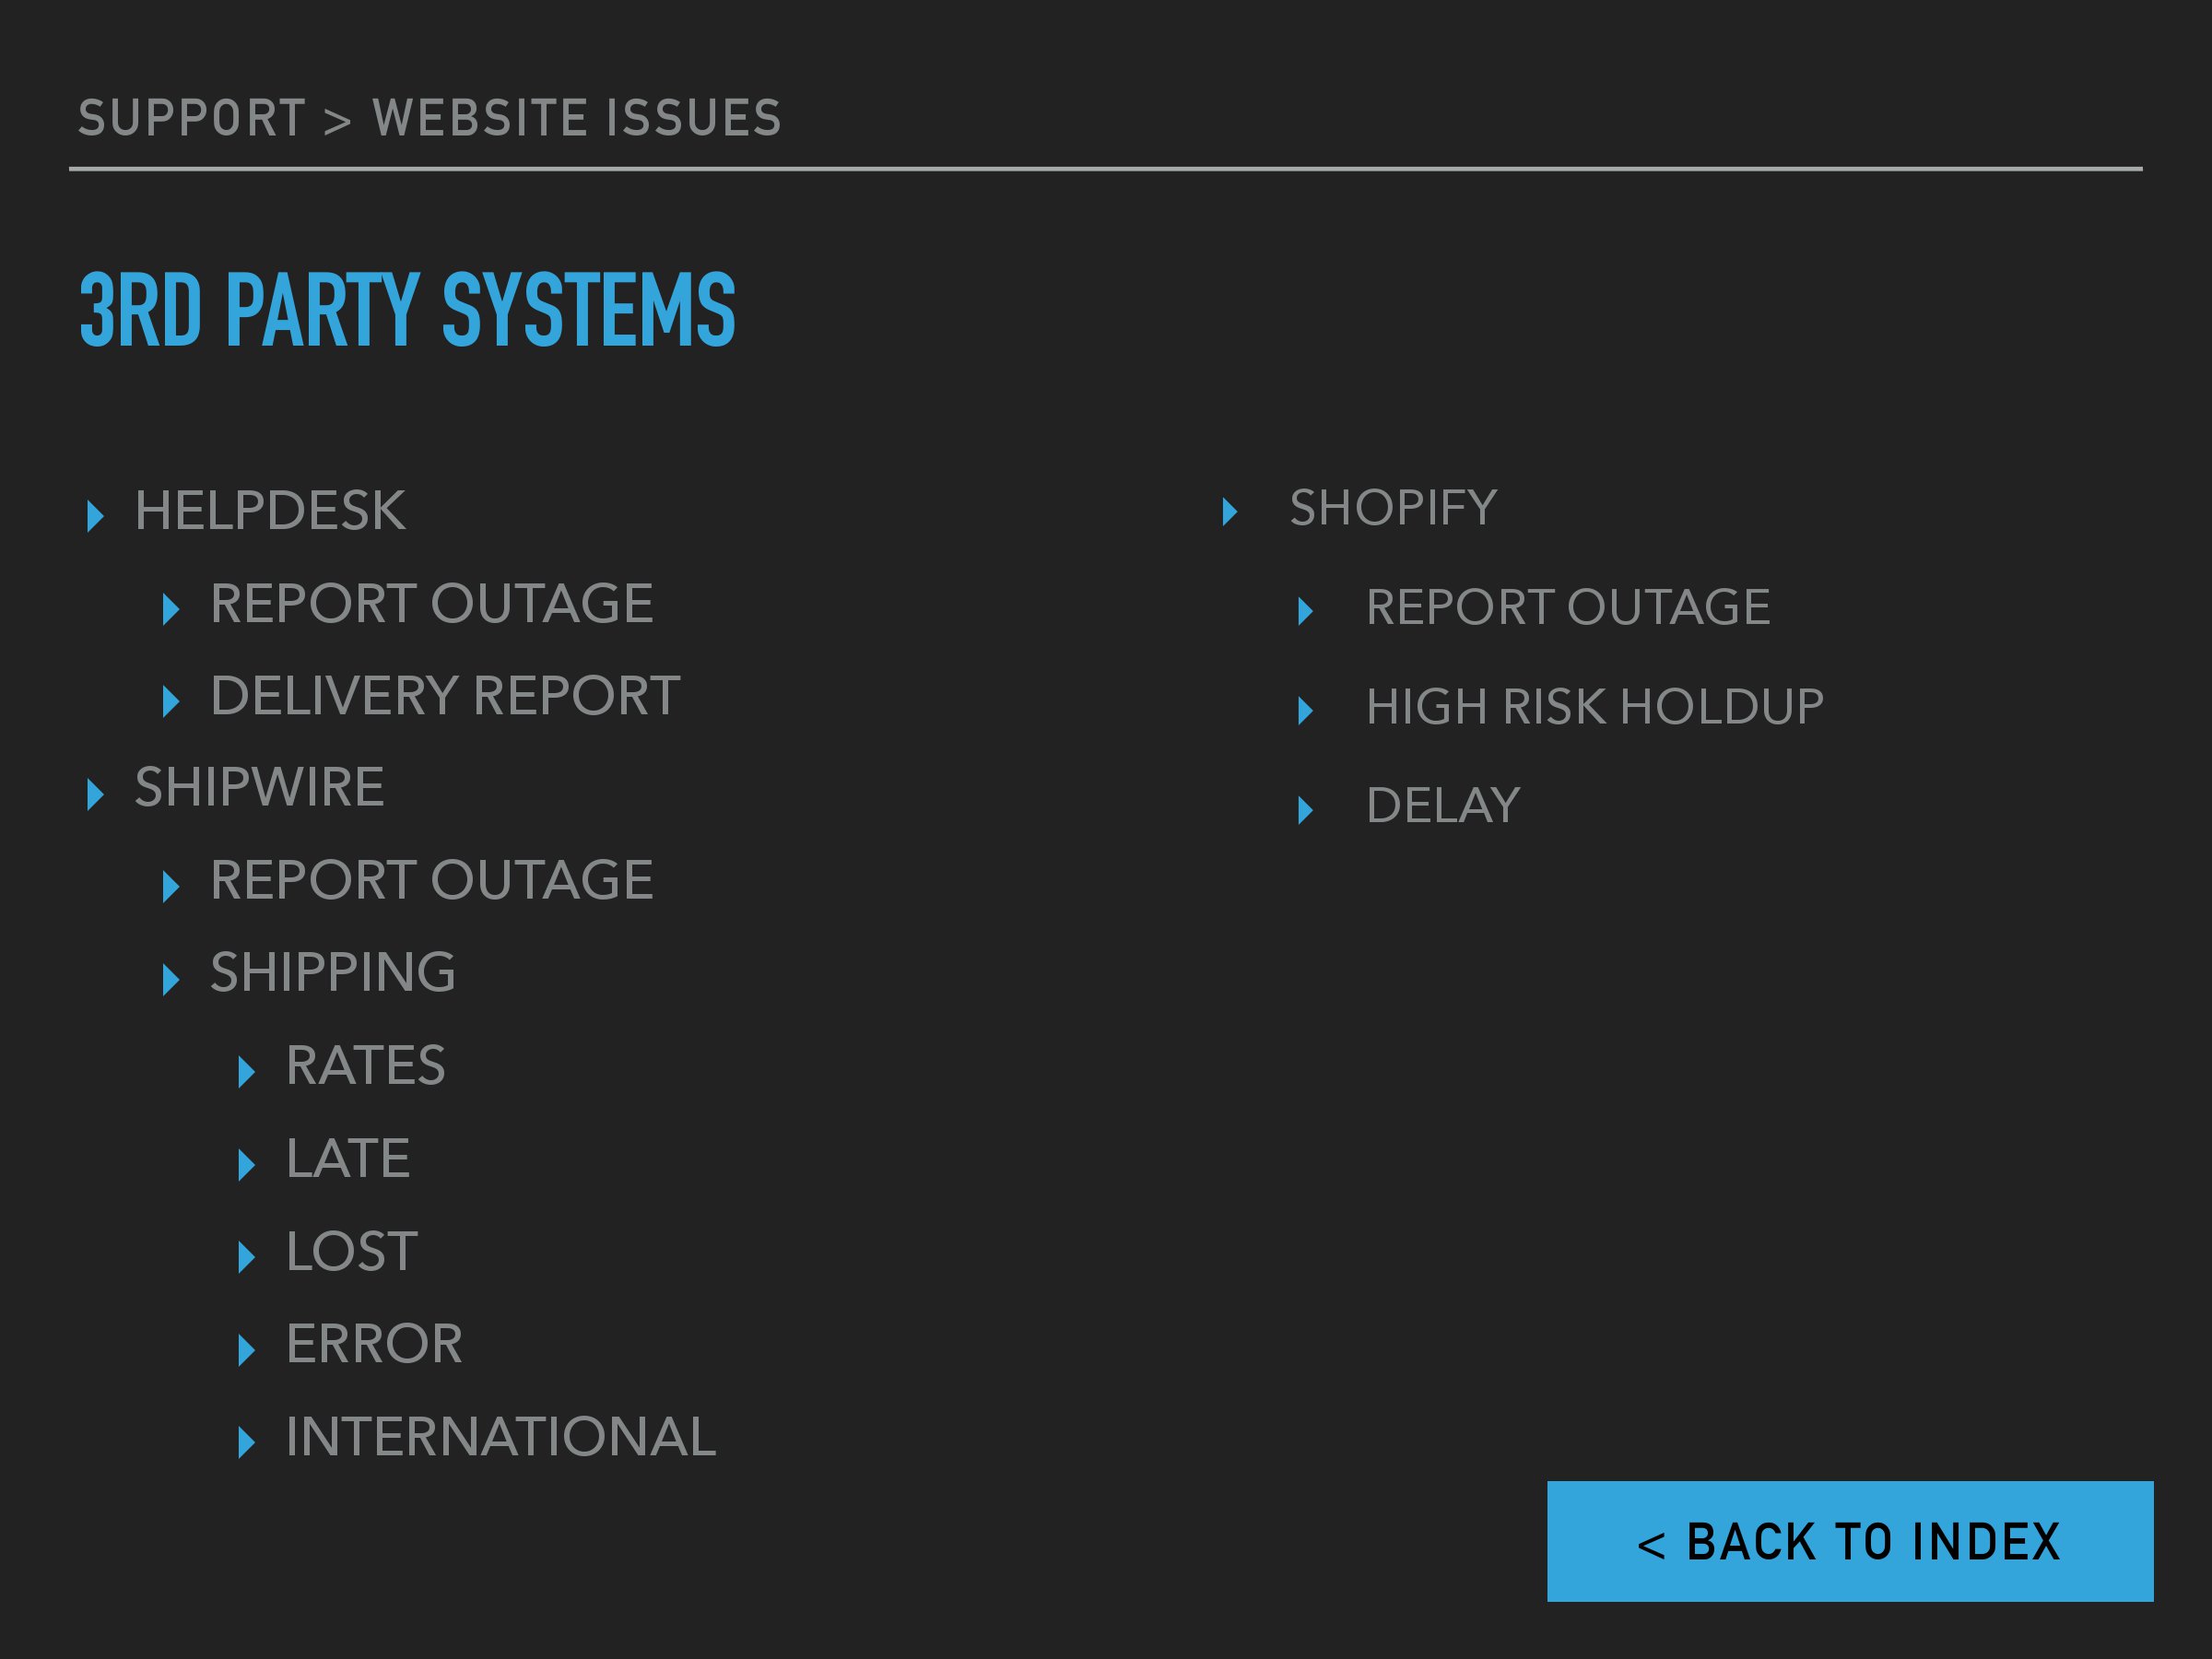 SUPPORT > WEBSITE ISSUES
3RD PARTY SYSTEMS
HELPDESK
REPORT OUTAGE
DELIVERY REPORT
SHIPWIRE
REPORT OUTAGE
SHIPPING
RATES
LATE
LOST
ERROR
INTERNATIONAL
SHOPIFY
REPORT OUTAGE
HIGH RISK HOLDUP
DELAY
< BACK TO INDEX